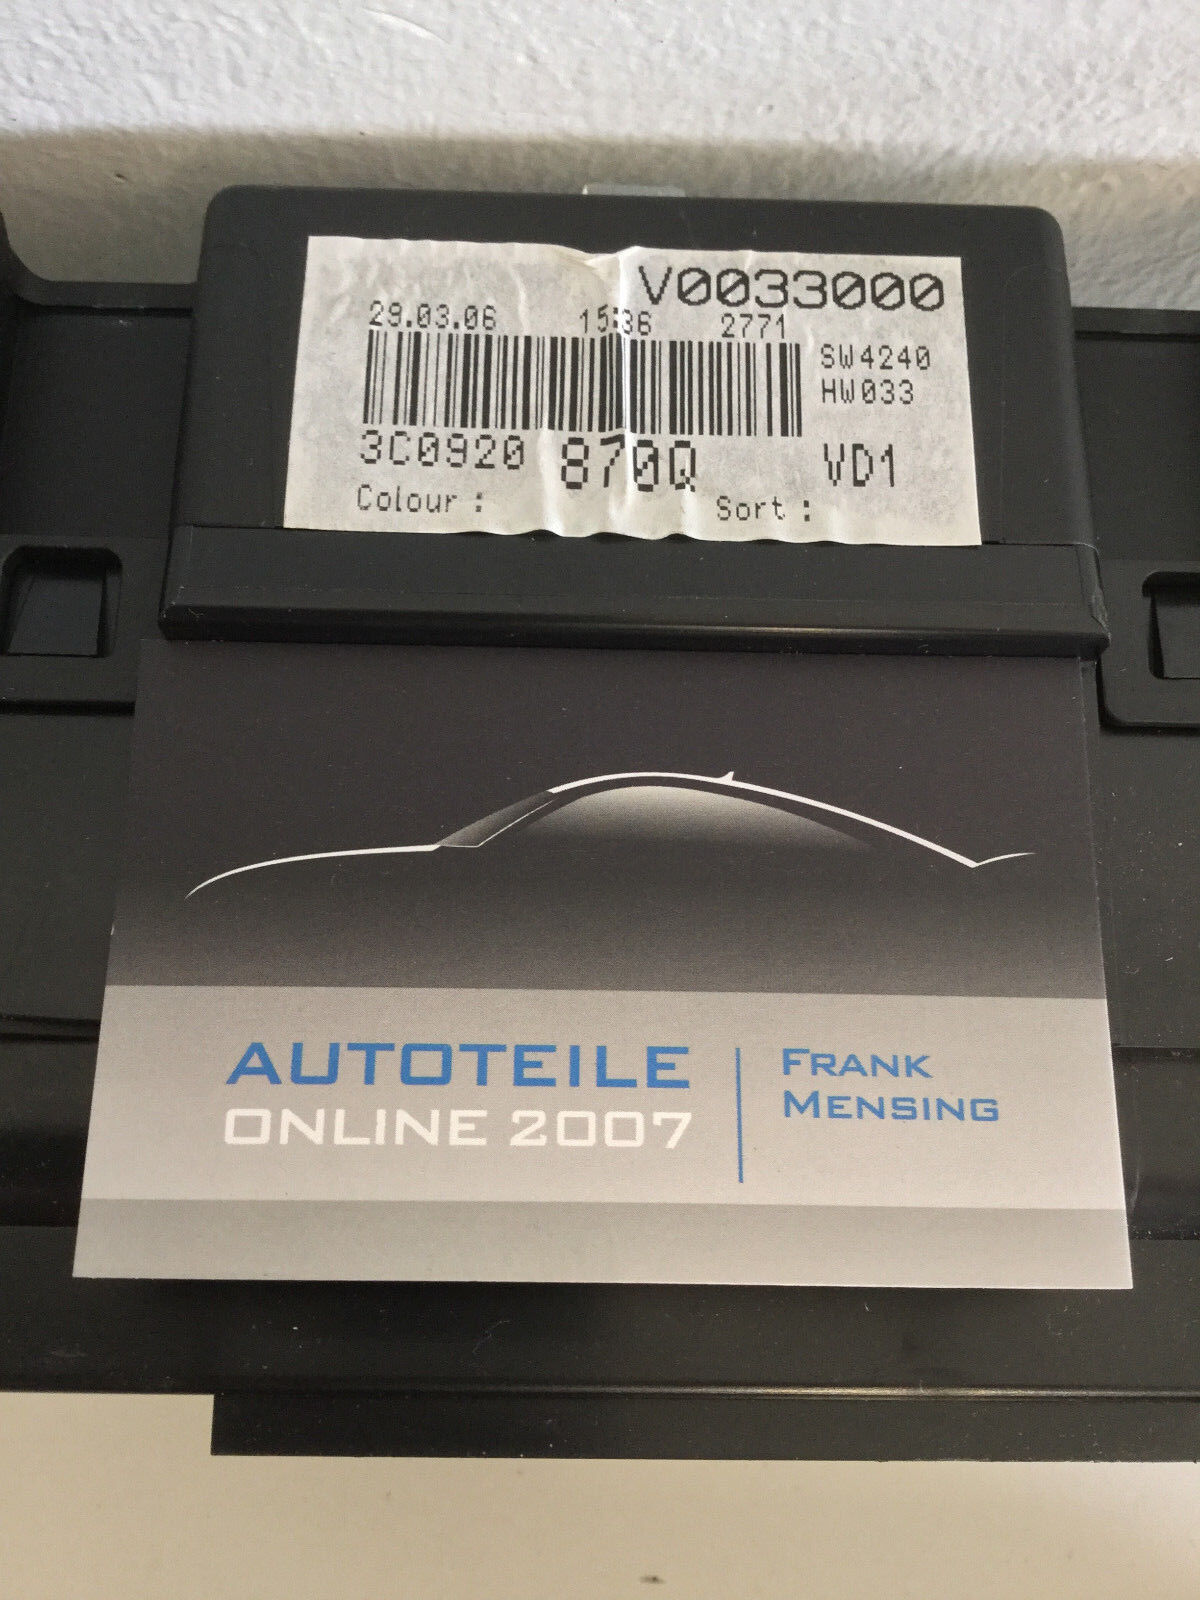 V0033000
29.03.06 15:36 2771
SW4240
HW033
3C0920 870Q VD1
Colour : Sort :
AUTOTEILE
ONLINE 2007
FRANK
MENSING